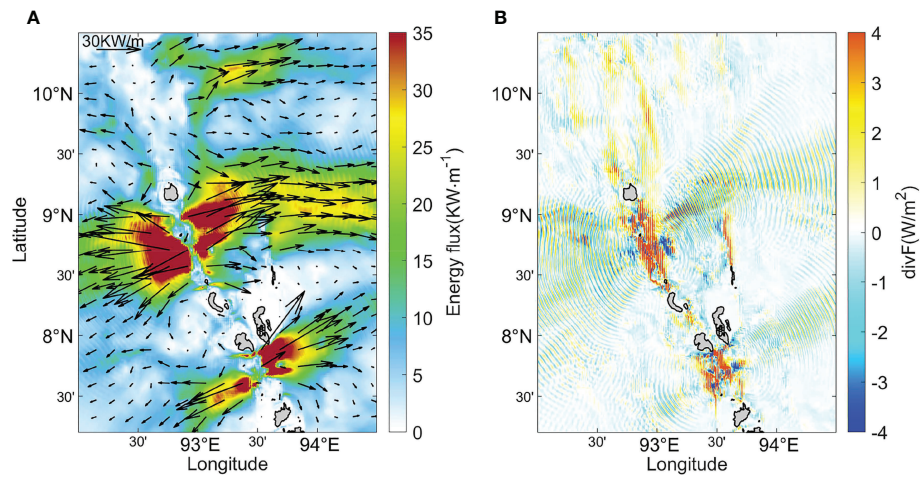 A
30KW/m
10°N
30'
9°N
30'
8°N
30'
Latitude
30'
93°E
30'
94°E
Longitude
35
30
25
20
15
10
5
0
Energy flux(KW·m⁻¹)
B
10°N
30'
9°N
30'
8°N
30'
30'
93°E
30'
94°E
Longitude
4
3
2
1
0
-1
-2
-3
-4
divF(W/m²)